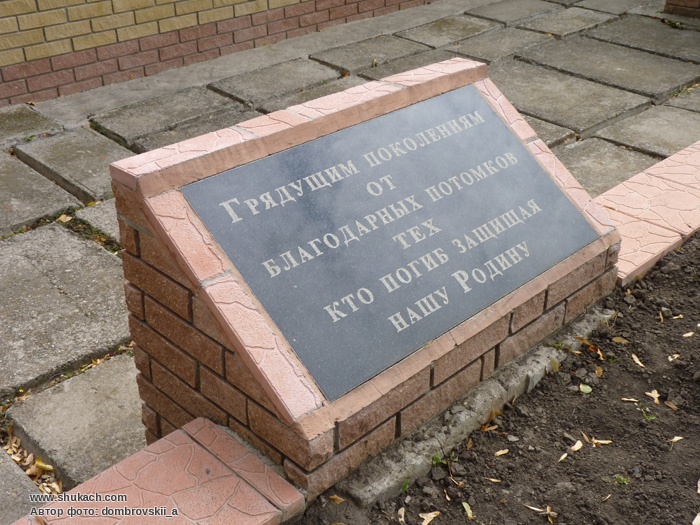 Грядущим поколениям
от
благодарных потомков
тех
кто погиб защищая
нашу Родину
www.shukach.com
Автор фото: dombrovskii_a